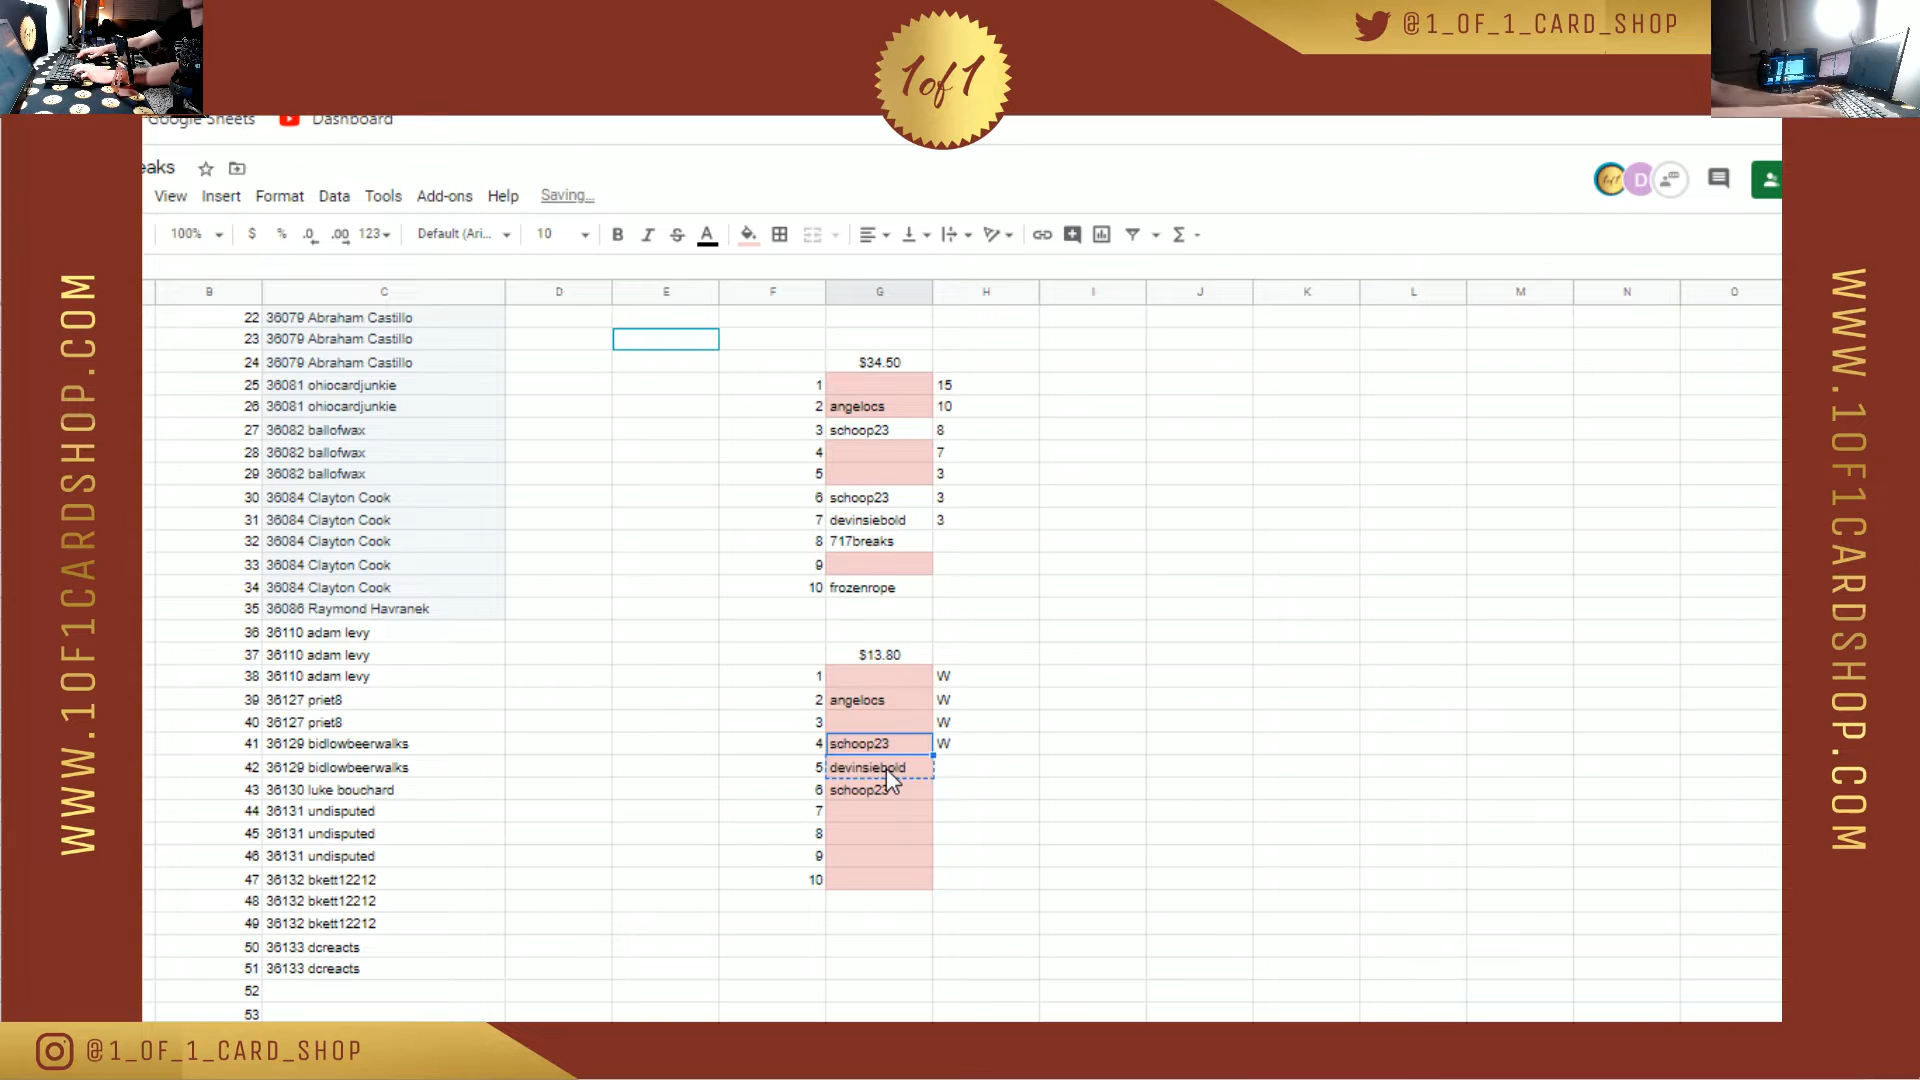 @1_OF_1_CARD_SHOP
1of1
Google Sheets Dashboard
eaks
View Insert Format Data Tools Add-ons Help Saving...
D
100% $ % .0 .00 123 Default (Ari... 10 B I S A Σ
B C D E F G H I J K L M N O
22 36079 Abraham Castillo
23 36079 Abraham Castillo
24 36079 Abraham Castillo $34.50
25 36081 ohiocardjunkie 1 15
26 36081 ohiocardjunkie 2 angelocs 10
27 36082 ballofwax 3 schoop23 8
28 36082 ballofwax 4 7
29 36082 ballofwax 5 3
30 36084 Clayton Cook 6 schoop23 3
31 36084 Clayton Cook 7 devinsiebold 3
32 36084 Clayton Cook 8 717breaks
33 36084 Clayton Cook 9
34 36084 Clayton Cook 10 frozenrope
35 36086 Raymond Havranek
36 36110 adam levy
37 36110 adam levy $13.80
38 36110 adam levy 1 W
39 36127 priet8 2 angelocs W
40 36127 priet8 3 W
41 36129 bidlowbeerwalks 4 schoop23 W
42 36129 bidlowbeerwalks 5 devinsiebold
43 36130 luke bouchard 6 schoop23
44 36131 undisputed 7
45 36131 undisputed 8
46 36131 undisputed 9
47 36132 bkett12212 10
48 36132 bkett12212
49 36132 bkett12212
50 36133 dcreacts
51 36133 dcreacts
52
53
WWW.1OF1CARDSHOP.COM
WWW.1OF1CARDSHOP.COM
@1_OF_1_CARD_SHOP